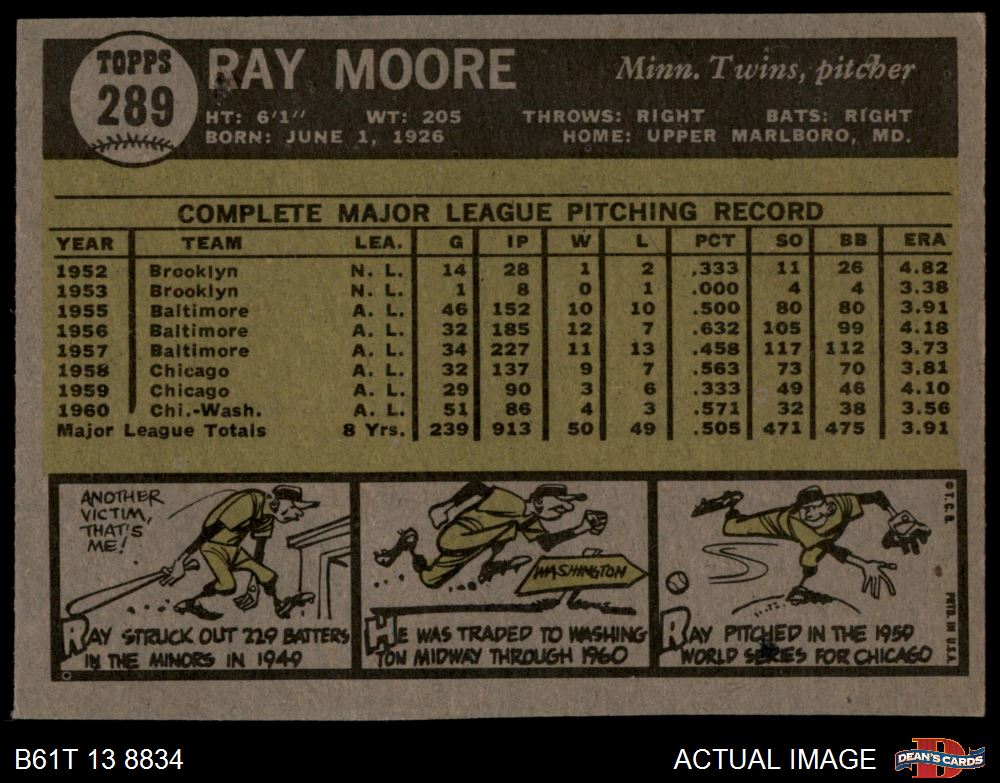 TOPPS
289
RAY MOORE
Minn. Twins, pitcher
HT: 6'1" WT: 205 THROWS: RIGHT BATS: RIGHT
BORN: JUNE 1, 1926 HOME: UPPER MARLBORO, MD.
COMPLETE MAJOR LEAGUE PITCHING RECORD
YEAR TEAM LEA. G IP W L PCT SO BB ERA
1952 Brooklyn N. L. 14 28 1 2 .333 11 26 4.82
1953 Brooklyn N. L. 1 8 0 1 .000 4 4 3.38
1955 Baltimore A. L. 46 152 10 10 .500 80 80 3.91
1956 Baltimore A. L. 32 185 12 7 .632 105 99 4.18
1957 Baltimore A. L. 34 227 11 13 .458 117 112 3.73
1958 Chicago A. L. 32 137 9 7 .563 73 70 3.81
1959 Chicago A. L. 29 90 3 6 .333 49 46 4.10
1960 Chi.-Wash. A. L. 51 86 4 3 .571 32 38 3.56
Major League Totals 8 Yrs. 239 913 50 49 .505 471 475 3.91
ANOTHER
VICTIM,
THAT'S
ME!
RAY STRUCK OUT 229 BATTERS
IN THE MINORS IN 1949
WASHINGTON
HE WAS TRADED TO WASHING
TON MIDWAY THROUGH 1960
RAY PITCHED IN THE 1959
WORLD SERIES FOR CHICAGO
© T. C. G.
PRTD. IN U.S.A.
B61T 13 8834
ACTUAL IMAGE
DEAN'S CARDS